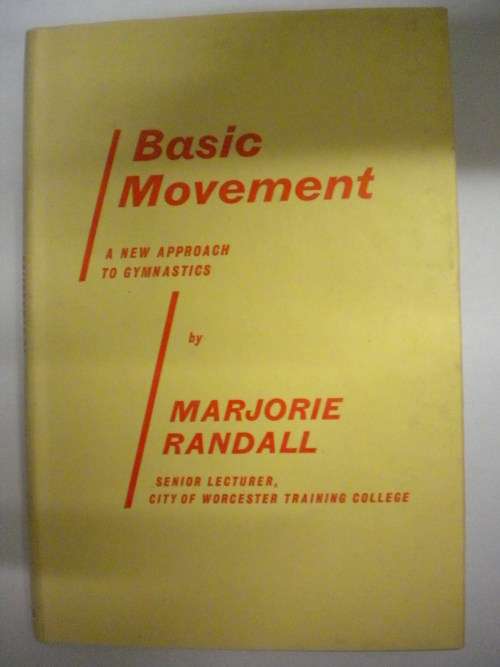 Basic
Movement
A NEW APPROACH
TO GYMNASTICS
by
MARJORIE
RANDALL
SENIOR LECTURER,
CITY OF WORCESTER TRAINING COLLEGE